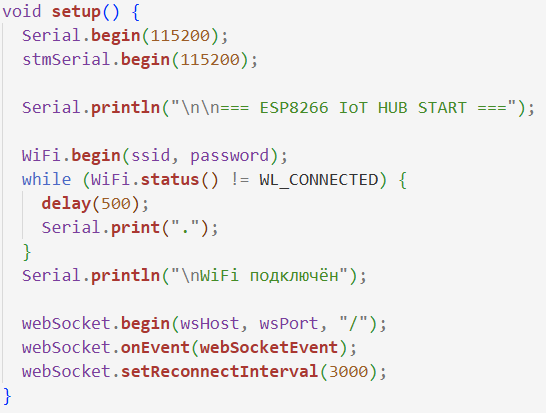 void setup() {
  Serial.begin(115200);
  stmSerial.begin(115200);

  Serial.println("\n\n=== ESP8266 IoT HUB START ===");

  WiFi.begin(ssid, password);
  while (WiFi.status() != WL_CONNECTED) {
    delay(500);
    Serial.print(".");
  }
  Serial.println("\nWiFi подключён");

  webSocket.begin(wsHost, wsPort, "/");
  webSocket.onEvent(webSocketEvent);
  webSocket.setReconnectInterval(3000);
}